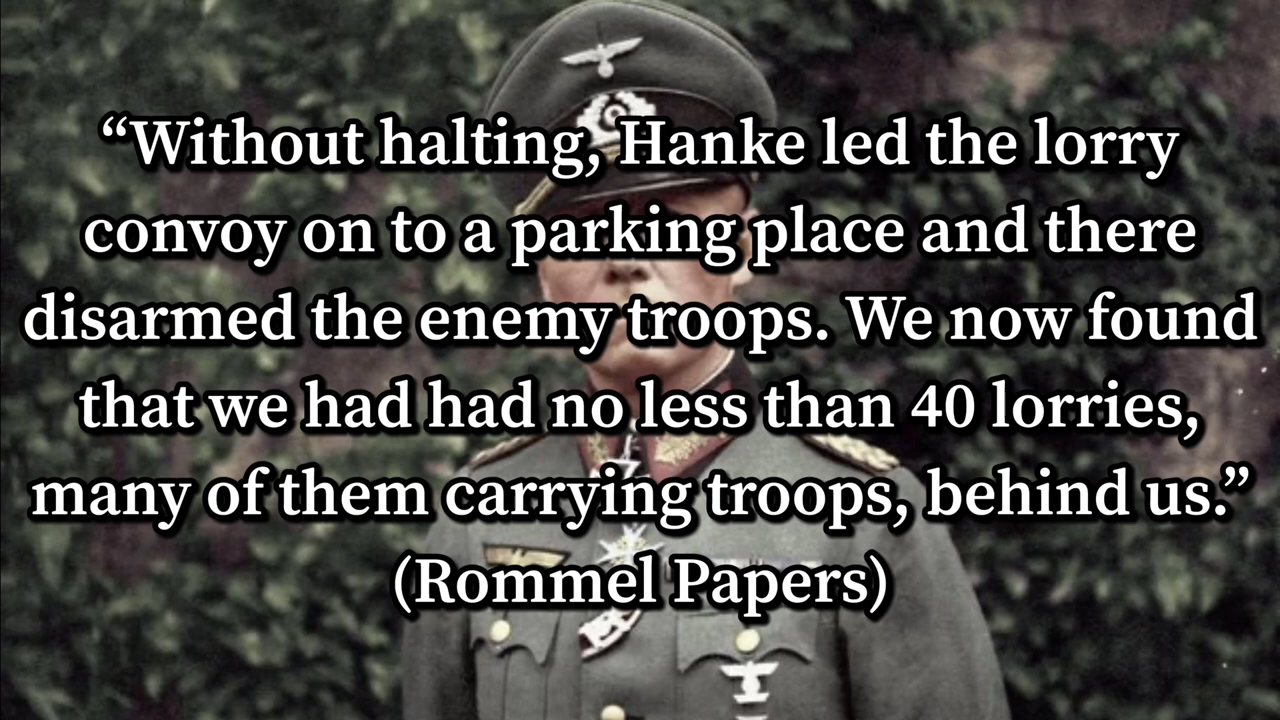 “Without halting, Hanke led the lorry
convoy on to a parking place and there
disarmed the enemy troops. We now found
that we had had no less than 40 lorries,
many of them carrying troops, behind us.”
(Rommel Papers)